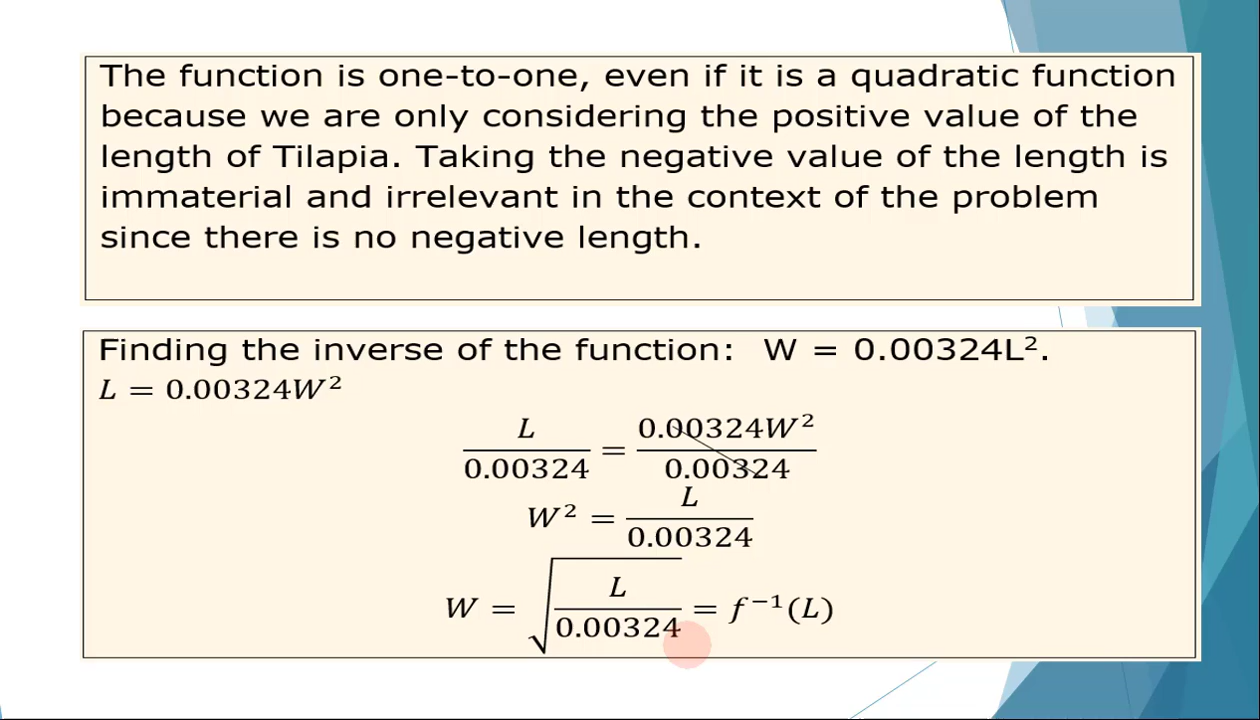 The function is one-to-one, even if it is a quadratic function
because we are only considering the positive value of the
length of Tilapia. Taking the negative value of the length is
immaterial and irrelevant in the context of the problem
since there is no negative length.
Finding the inverse of the function: W = 0.00324L².
L = 0.00324W²
L/0.00324 = 0.00324W²/0.00324
W² = L/0.00324
W = √(L/0.00324) = f⁻¹(L)